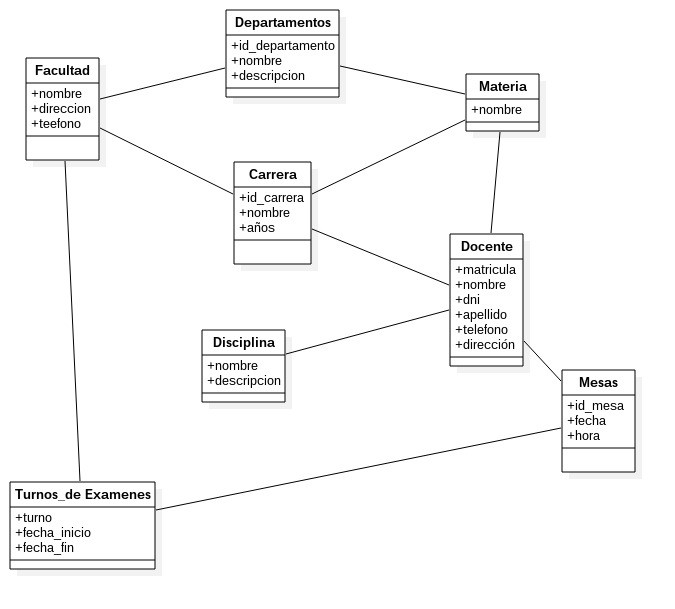 Departamentos
+id_departamento
+nombre
+descripcion
Facultad
+nombre
+direccion
+teefono
Materia
+nombre
Carrera
+id_carrera
+nombre
+años
Docente
+matricula
+nombre
+dni
+apellido
+telefono
+dirección
Disciplina
+nombre
+descripcion
Mesas
+id_mesa
+fecha
+hora
Turnos_de Examenes
+turno
+fecha_inicio
+fecha_fin